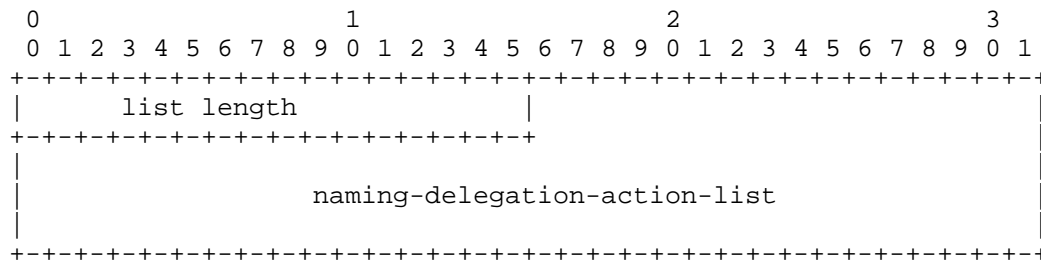 0                   1                   2                   3
 0 1 2 3 4 5 6 7 8 9 0 1 2 3 4 5 6 7 8 9 0 1 2 3 4 5 6 7 8 9 0 1
+-+-+-+-+-+-+-+-+-+-+-+-+-+-+-+-+-+-+-+-+-+-+-+-+-+-+-+-+-+-+-+-+
|      list length              |                               |
+-+-+-+-+-+-+-+-+-+-+-+-+-+-+-+-+                               |
|                                                               |
|                  naming-delegation-action-list                |
|                                                               |
+-+-+-+-+-+-+-+-+-+-+-+-+-+-+-+-+-+-+-+-+-+-+-+-+-+-+-+-+-+-+-+-+